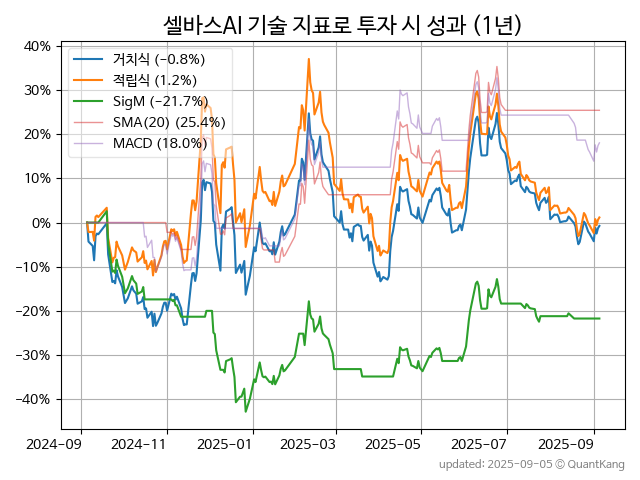 셀바스AI 기술 지표로 투자 시 성과 (1년)
40%
30%
20%
10%
0%
−10%
−20%
−30%
−40%
거치식 (−0.8%)
적립식 (1.2%)
SigM (−21.7%)
SMA(20) (25.4%)
MACD (18.0%)
2024-09
2024-11
2025-01
2025-03
2025-05
2025-07
2025-09
updated: 2025-09-05 © QuantKang